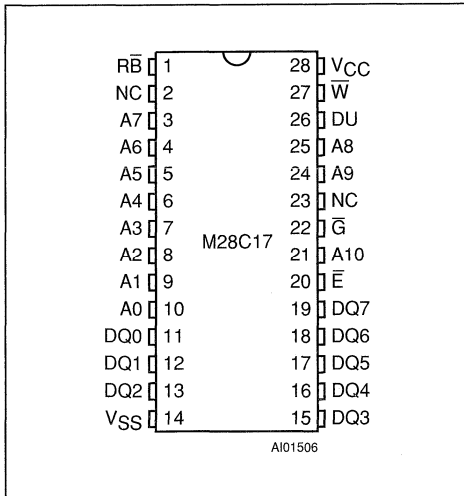 RB̅ 1 28 VCC
NC 2 27 W̅
A7 3 26 DU
A6 4 25 A8
A5 5 24 A9
A4 6 23 NC
A3 7 22 G̅
A2 8 21 A10
A1 9 20 E̅
A0 10 19 DQ7
DQ0 11 18 DQ6
DQ1 12 17 DQ5
DQ2 13 16 DQ4
VSS 14 15 DQ3
M28C17
AI01506